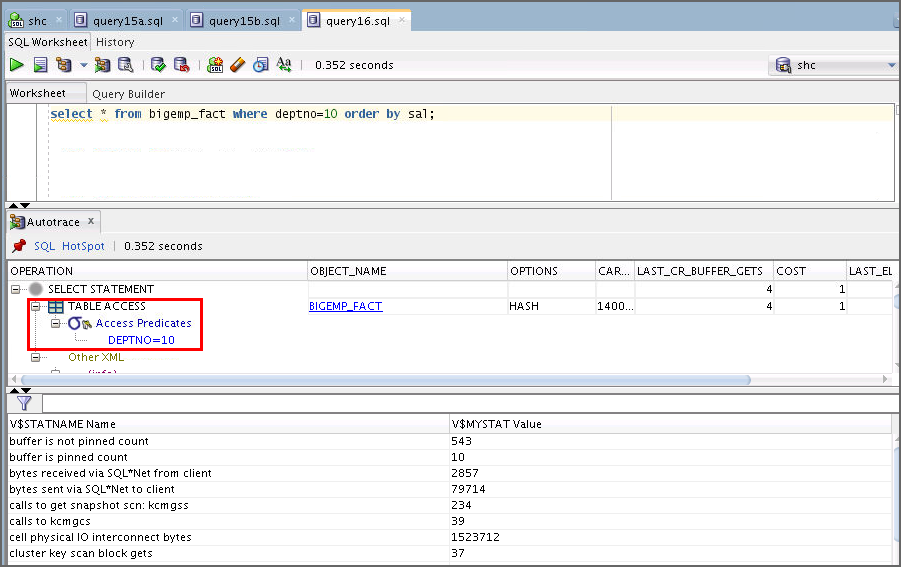 shc query15a.sql query15b.sql query16.sql
SQL Worksheet History
0.352 seconds shc
Worksheet Query Builder
select * from bigemp_fact where deptno=10 order by sal;
Autotrace
SQL HotSpot 0.352 seconds
OPERATION OBJECT_NAME OPTIONS CAR... LAST_CR_BUFFER_GETS COST LAST_EL
SELECT STATEMENT 4 1
TABLE ACCESS BIGEMP_FACT HASH 1400... 4 1
Access Predicates
DEPTNO=10
Other XML
{info}
V$STATNAME Name V$MYSTAT Value
buffer is not pinned count 543
buffer is pinned count 10
bytes received via SQL*Net from client 2857
bytes sent via SQL*Net to client 79714
calls to get snapshot scn: kcmgss 234
calls to kcmgcs 39
cell physical IO interconnect bytes 1523712
cluster key scan block gets 37